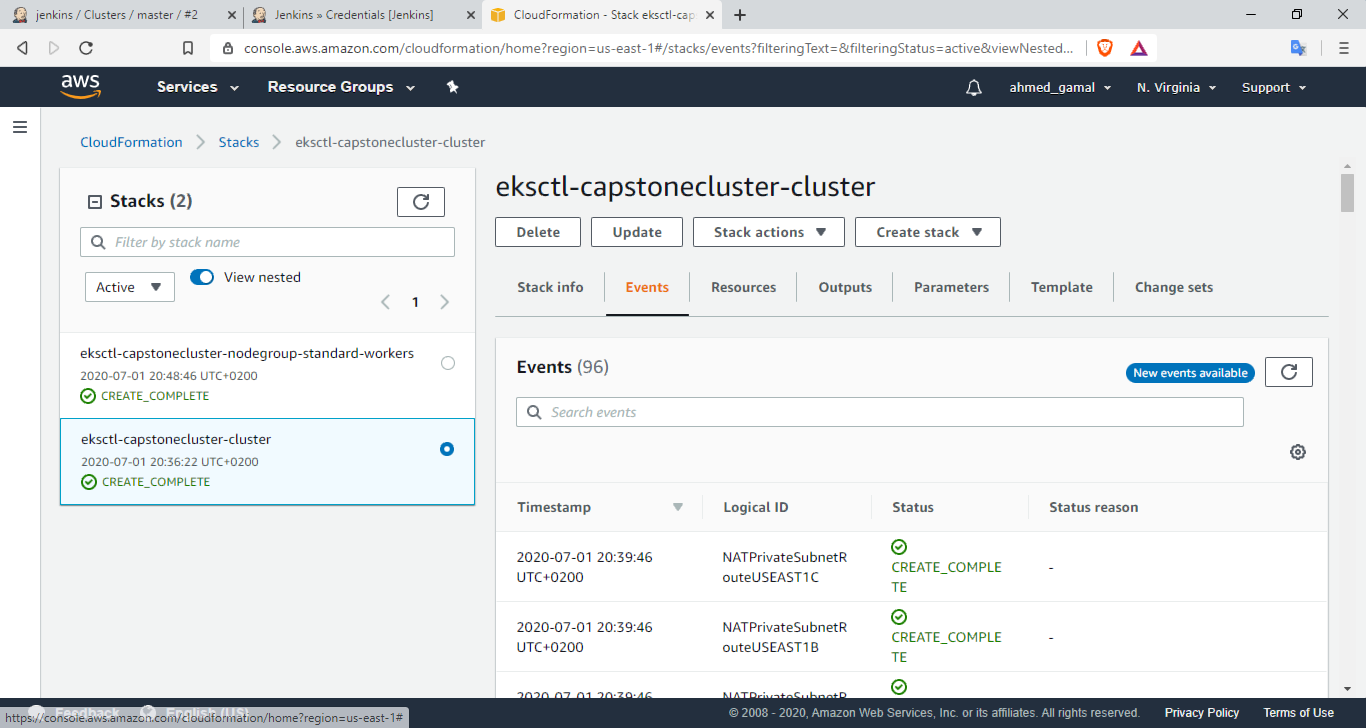 jenkins / Clusters / master / #2
Jenkins » Credentials [Jenkins]
CloudFormation - Stack eksctl-cap
console.aws.amazon.com/cloudformation/home?region=us-east-1#/stacks/events?filteringText=&filteringStatus=active&viewNested...
aws
Services
Resource Groups
ahmed_gamal
N. Virginia
Support
CloudFormation
Stacks
eksctl-capstonecluster-cluster
Stacks (2)
Filter by stack name
Active
View nested
1
eksctl-capstonecluster-nodegroup-standard-workers
2020-07-01 20:48:46 UTC+0200
CREATE_COMPLETE
eksctl-capstonecluster-cluster
2020-07-01 20:36:22 UTC+0200
CREATE_COMPLETE
eksctl-capstonecluster-cluster
Delete
Update
Stack actions
Create stack
Stack info
Events
Resources
Outputs
Parameters
Template
Change sets
Events (96)
New events available
Search events
Timestamp
Logical ID
Status
Status reason
2020-07-01 20:39:46
UTC+0200
NATPrivateSubnetR
outeUSEAST1C
CREATE_COMPLE
TE
-
2020-07-01 20:39:46
UTC+0200
NATPrivateSubnetR
outeUSEAST1B
CREATE_COMPLE
TE
-
2020-07-01 20:39:46
NATPrivateSubnetR
Feedback
English (US)
https://console.aws.amazon.com/cloudformation/home?region=us-east-1#
© 2008 - 2020, Amazon Web Services, Inc. or its affiliates. All rights reserved.
Privacy Policy
Terms of Use